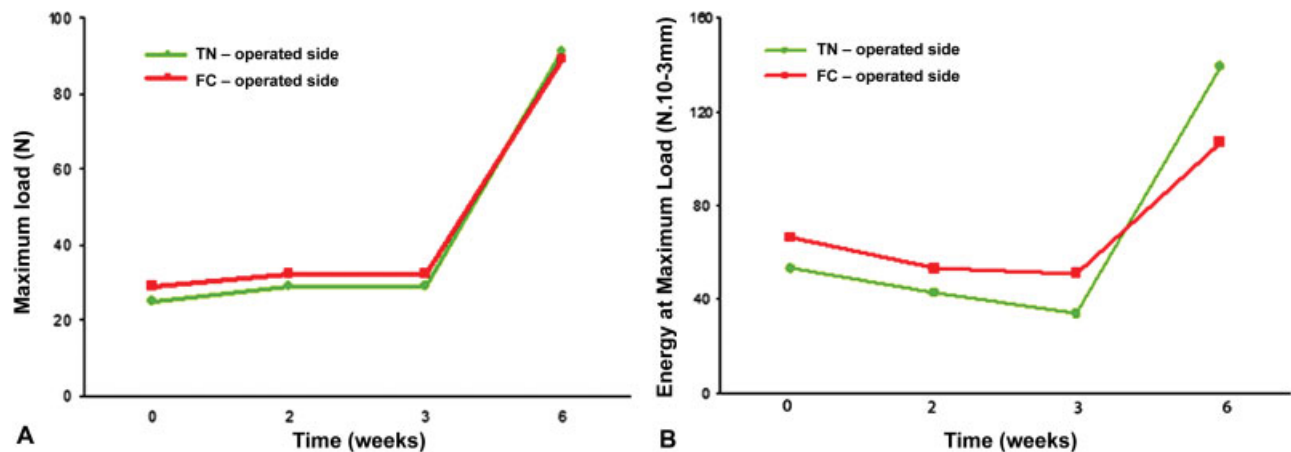 100
80
60
40
20
0
Maximum load (N)
TN – operated side
FC – operated side
0 2 3 6
Time (weeks)
A
160
120
80
40
0
Energy at Maximum Load (N.10-3mm)
TN – operated side
FC – operated side
0 2 3 6
Time (weeks)
B